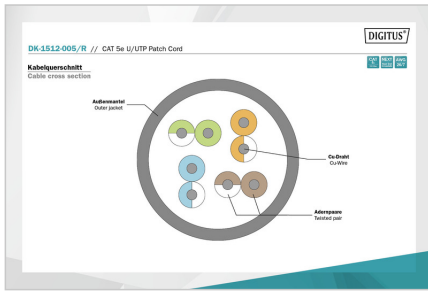 DIGITUS®
DK-1512-005/R // CAT 5e U/UTP Patch Cord
Kabelquerschnitt
Cable cross section
Außenmantel
Outer jacket
Cu-Draht
Cu-Wire
Adernpaare
Twisted pair